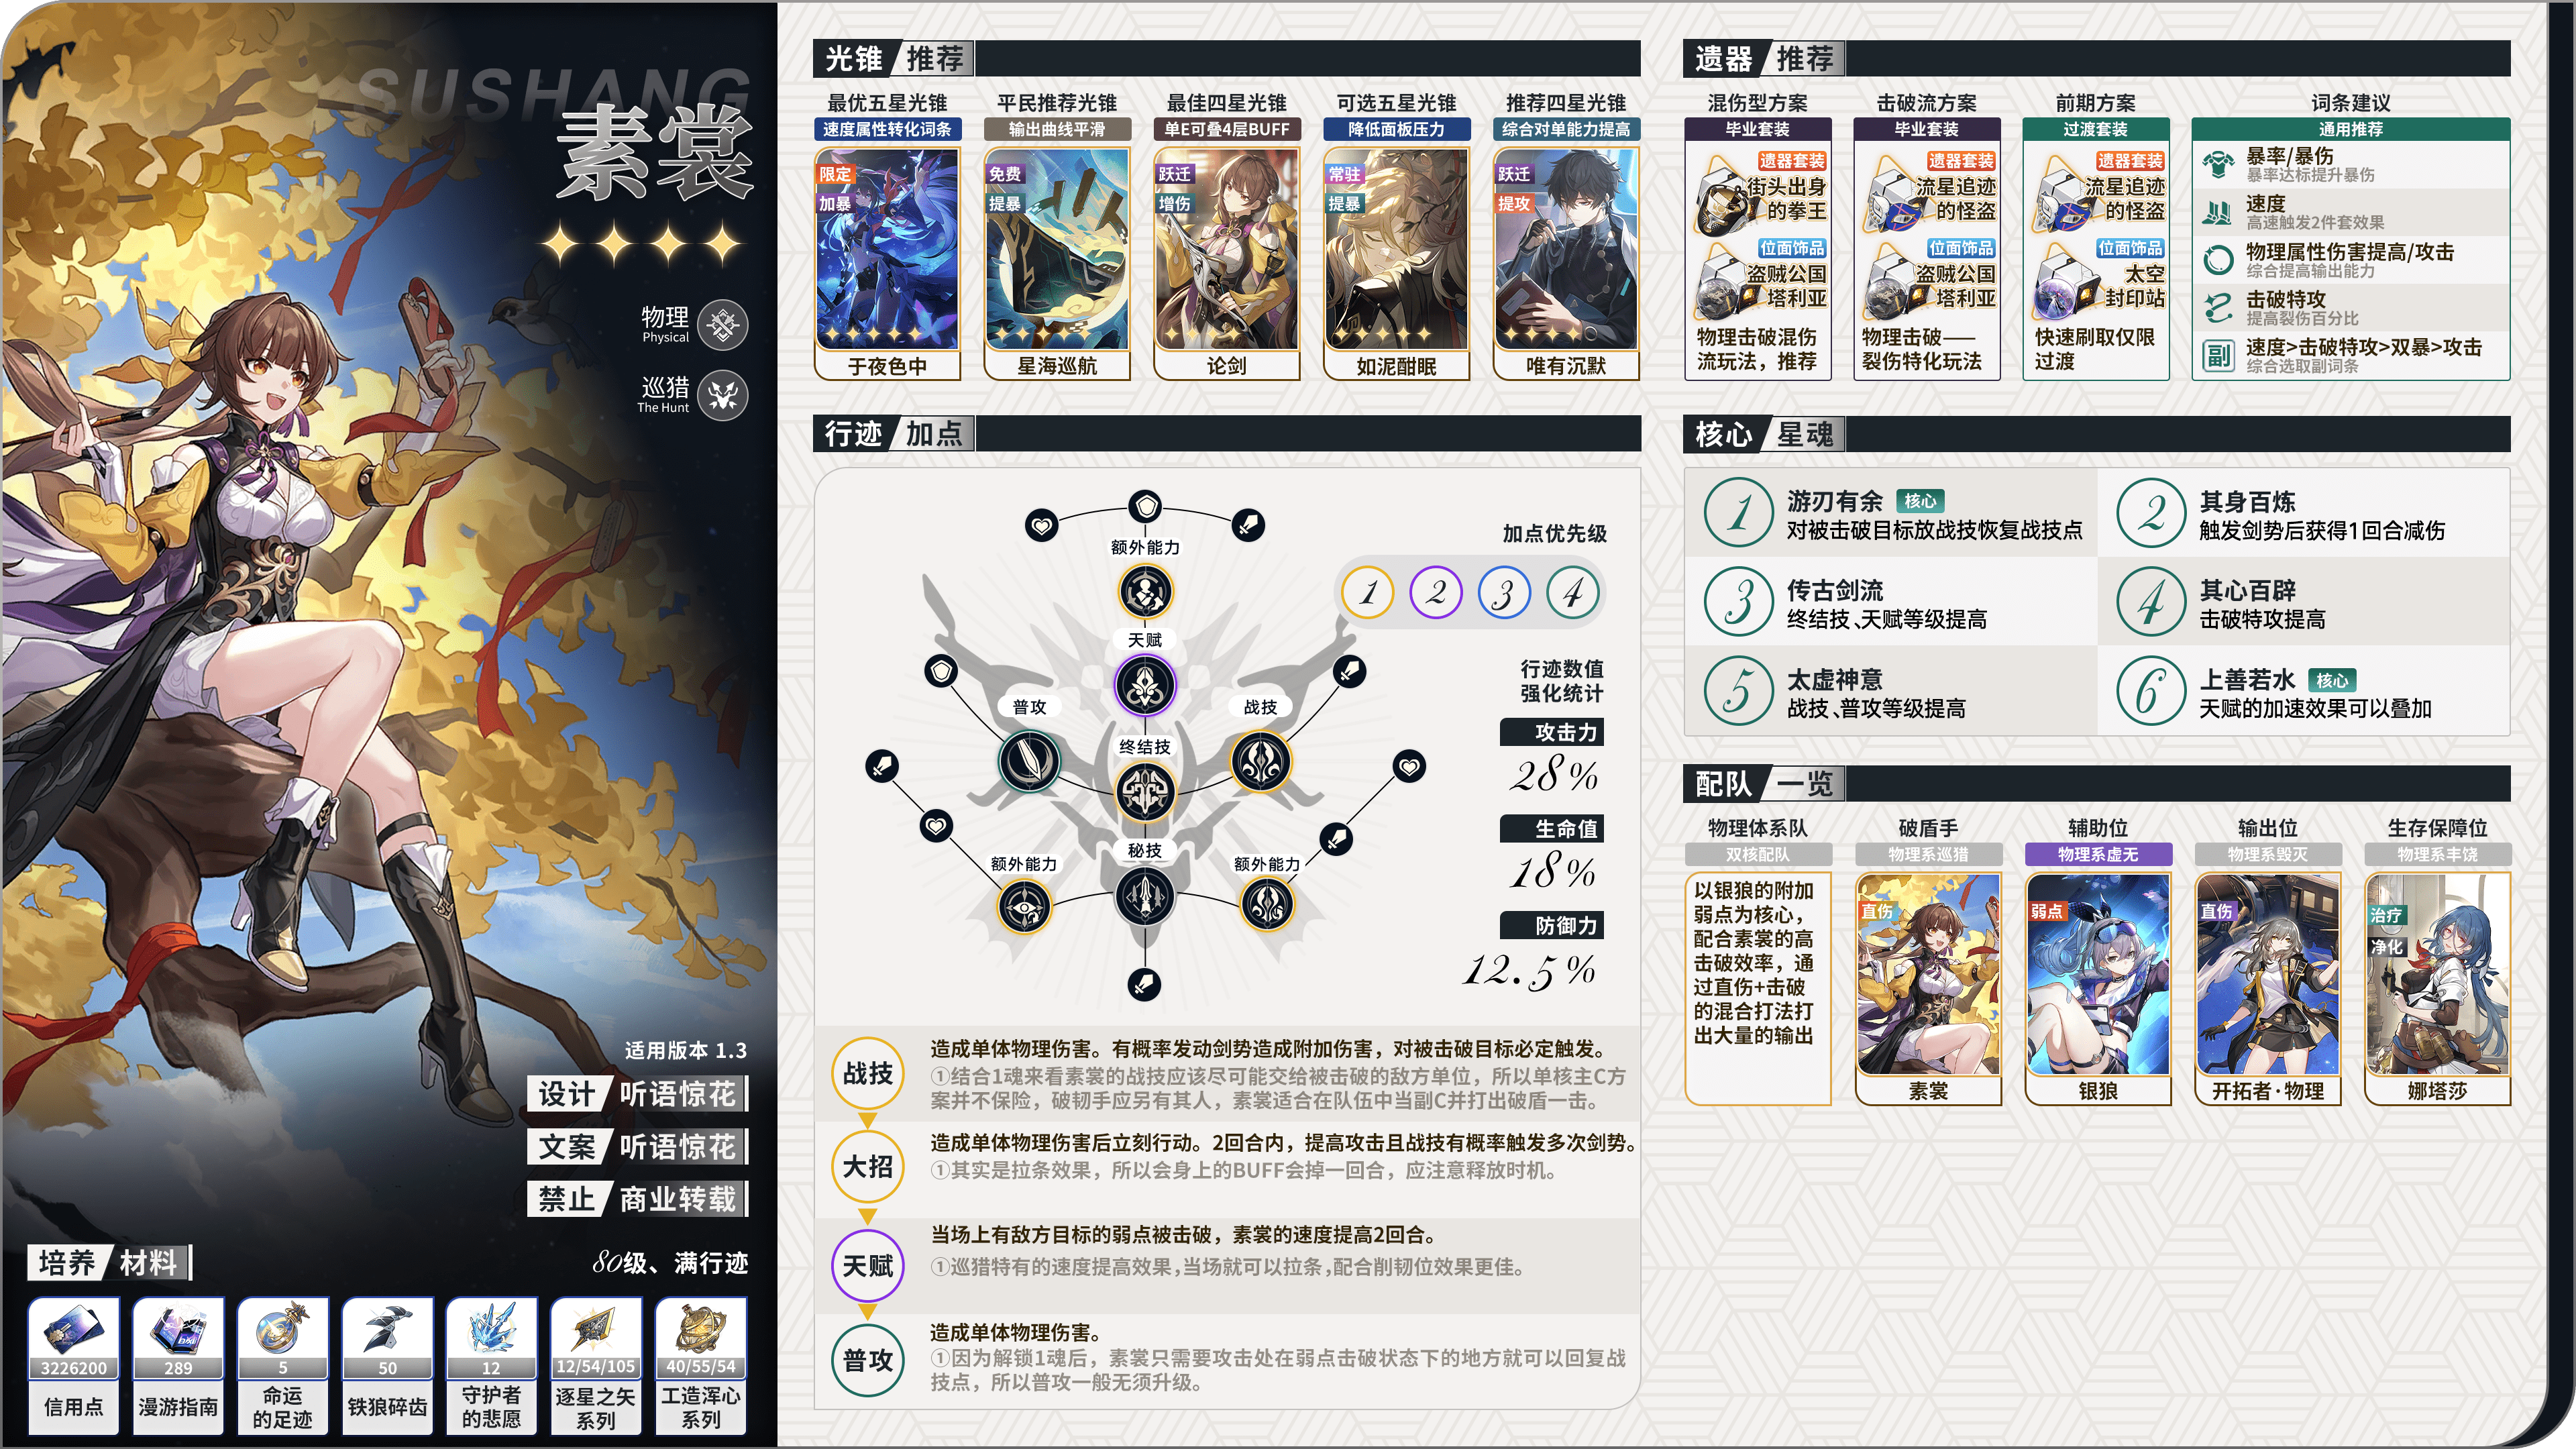 SUSHANG
素裳
物理
Physical
巡猎
The Hunt
适用版本 1.3
设计 听语惊花
文案 听语惊花
禁止 商业转载
培养 材料
80级、满行迹
3226200
信用点
289
漫游指南
5
命运
的足迹
50
铁狼碎齿
12
守护者
的悲愿
12/54/105
逐星之矢
系列
40/55/54
工造浑心
系列
光锥 推荐
最优五星光锥
速度属性转化词条
限定
加暴
于夜色中
平民推荐光锥
输出曲线平滑
免费
提暴
星海巡航
最佳四星光锥
单E可叠4层BUFF
跃迁
增伤
论剑
可选五星光锥
降低面板压力
常驻
提暴
如泥酣眠
推荐四星光锥
综合对单能力提高
跃迁
提攻
唯有沉默
行迹 加点
额外能力
天赋
普攻
战技
终结技
秘技
额外能力
额外能力
加点优先级
1 2 3 4
行迹数值
强化统计
攻击力
28%
生命值
18%
防御力
12.5%
战技
造成单体物理伤害。有概率发动剑势造成附加伤害，对被击破目标必定触发。
①结合1魂来看素裳的战技应该尽可能交给被击破的敌方单位，所以单核主C方
案并不保险，破韧手应另有其人，素裳适合在队伍中当副C并打出破盾一击。
大招
造成单体物理伤害后立刻行动。2回合内，提高攻击且战技有概率触发多次剑势。
①其实是拉条效果，所以会身上的BUFF会掉一回合，应注意释放时机。
天赋
当场上有敌方目标的弱点被击破，素裳的速度提高2回合。
①巡猎特有的速度提高效果,当场就可以拉条,配合削韧位效果更佳。
普攻
造成单体物理伤害。
①因为解锁1魂后，素裳只需要攻击处在弱点击破状态下的地方就可以回复战
技点，所以普攻一般无须升级。
遗器 推荐
混伤型方案
毕业套装
遗器套装
街头出身
的拳王
位面饰品
盗贼公国
塔利亚
物理击破混伤
流玩法，推荐
击破流方案
毕业套装
遗器套装
流星追迹
的怪盗
位面饰品
盗贼公国
塔利亚
物理击破——
裂伤特化玩法
前期方案
过渡套装
遗器套装
流星追迹
的怪盗
位面饰品
太空
封印站
快速刷取仅限
过渡
词条建议
通用推荐
暴率/暴伤
暴率达标提升暴伤
速度
高速触发2件套效果
物理属性伤害提高/攻击
综合提高输出能力
击破特攻
提高裂伤百分比
副
速度>击破特攻>双暴>攻击
综合选取副词条
核心 星魂
1
游刃有余 核心
对被击破目标放战技恢复战技点
2
其身百炼
触发剑势后获得1回合减伤
3
传古剑流
终结技、天赋等级提高
4
其心百辟
击破特攻提高
5
太虚神意
战技、普攻等级提高
6
上善若水 核心
天赋的加速效果可以叠加
配队 一览
物理体系队
双核配队
以银狼的附加
弱点为核心，
配合素裳的高
击破效率，通
过直伤+击破
的混合打法打
出大量的输出
破盾手
物理系巡猎
直伤
素裳
辅助位
物理系虚无
弱点
银狼
输出位
物理系毁灭
直伤
开拓者·物理
生存保障位
物理系丰饶
治疗
净化
娜塔莎